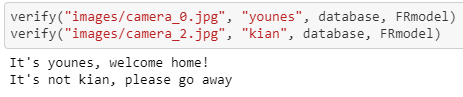 verify("images/camera_0.jpg", "younes", database, FRmodel)
verify("images/camera_2.jpg", "kian", database, FRmodel)
It's younes, welcome home!
It's not kian, please go away